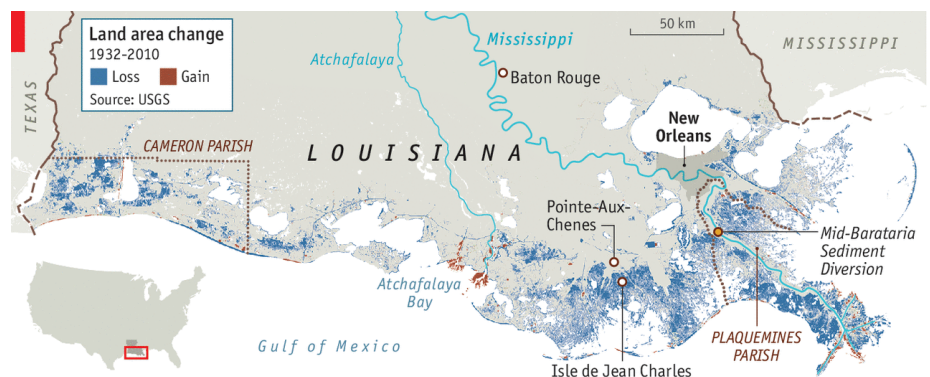 Land area change
1932-2010
Loss Gain
Source: USGS
TEXAS
CAMERON PARISH
Atchafalaya
Mississippi
Baton Rouge
50 km
MISSISSIPPI
LOUISIANA
New
Orleans
Pointe-Aux-
Chenes
Mid-Barataria
Sediment
Diversion
Atchafalaya
Bay
PLAQUEMINES
PARISH
Gulf of Mexico
Isle de Jean Charles